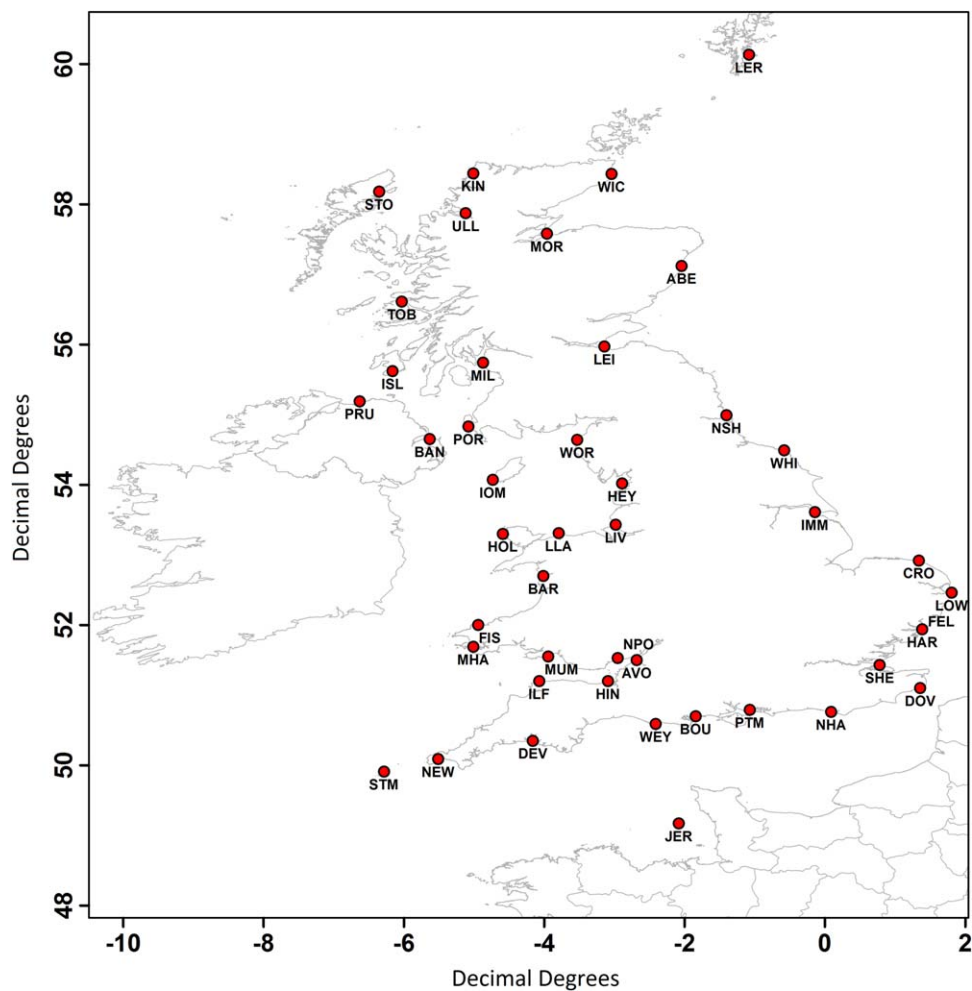 60
LER
KIN
WIC
STO
58
ULL
MOR
ABE
TOB
56
LEI
MIL
ISL
PRU
NSH
POR
BAN
WOR
WHI
54
IOM
HEY
IMM
Decimal Degrees
HOL
LLA
LIV
CRO
BAR
LOW
52
FEL
FIS
NPO
HAR
MHA
MUM
AVO
SHE
ILF
HIN
DOV
PTM
NHA
BOU
WEY
DEV
50
NEW
STM
JER
48
-10
-8
-6
-4
-2
0
2
Decimal Degrees